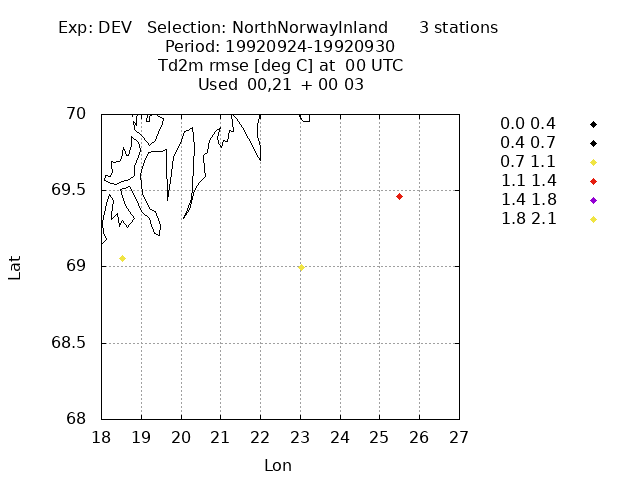 Exp: DEV   Selection: NorthNorwayInland      3 stations
Period: 19920924-19920930
Td2m rmse [deg C] at  00 UTC
Used  00,21  + 00 03
70
69.5
69
68.5
68
18 19 20 21 22 23 24 25 26 27
Lat
Lon
0.0 0.4
0.4 0.7
0.7 1.1
1.1 1.4
1.4 1.8
1.8 2.1